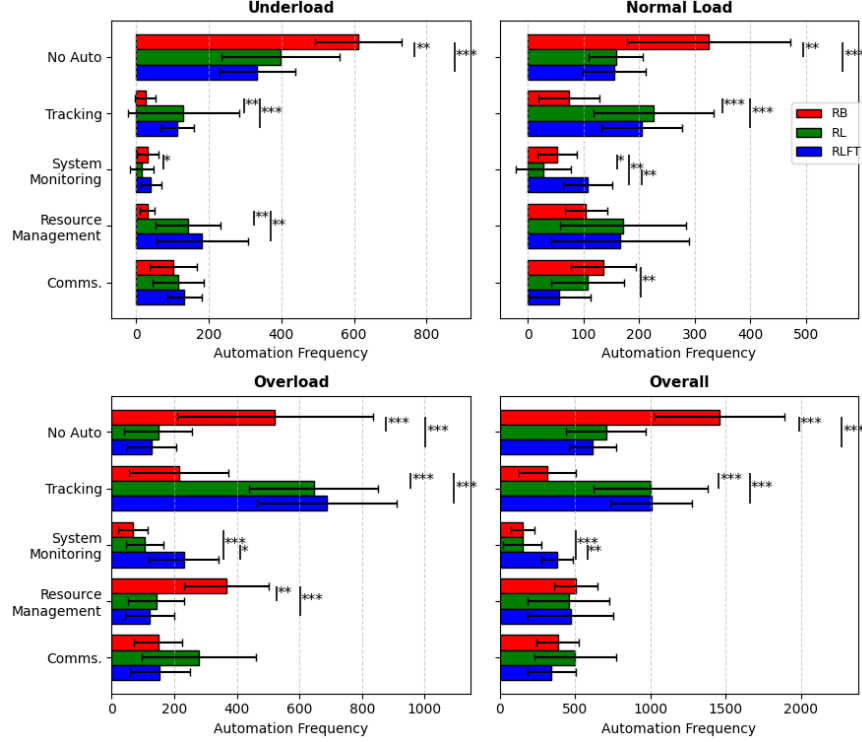 Underload
No Auto
Tracking
System
Monitoring
Resource
Management
Comms.
** ***
** ***
*
** **
0 200 400 600 800
Automation Frequency
Normal Load
** ***
*** ***
* ** **
**
RB
RL
RLFT
0 100 200 300 400 500
Automation Frequency
Overload
No Auto
Tracking
System
Monitoring
Resource
Management
Comms.
*** ***
*** ***
*** *
** ***
0 200 400 600 800 1000
Automation Frequency
Overall
*** ***
*** ***
*** **
0 500 1000 1500 2000
Automation Frequency